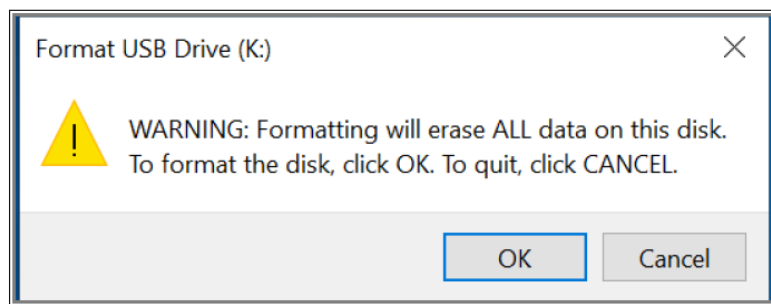 Format USB Drive (K:)
WARNING: Formatting will erase ALL data on this disk.
To format the disk, click OK. To quit, click CANCEL.
OK Cancel